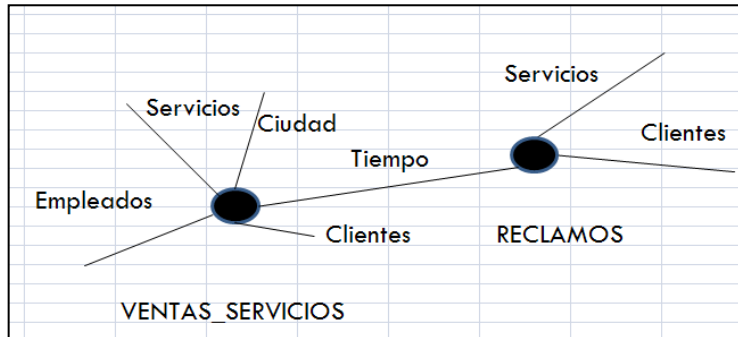 Servicios
Servicios
Ciudad
Clientes
Tiempo
Empleados
Clientes
RECLAMOS
VENTAS_SERVICIOS